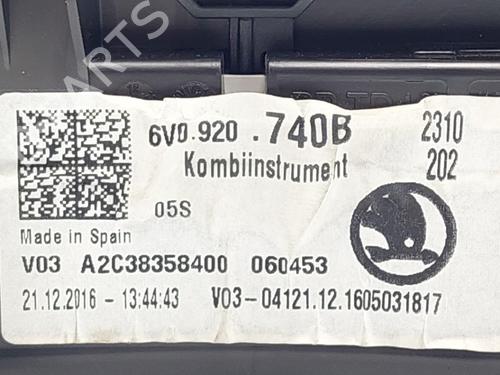 PARTS
6V0.920 .740B 2310
Kombiinstrument 202
05S
Made in Spain
V03 A2C38358400 060453
21.12.2016 - 13:44:43 V03-04121.12.1605031817